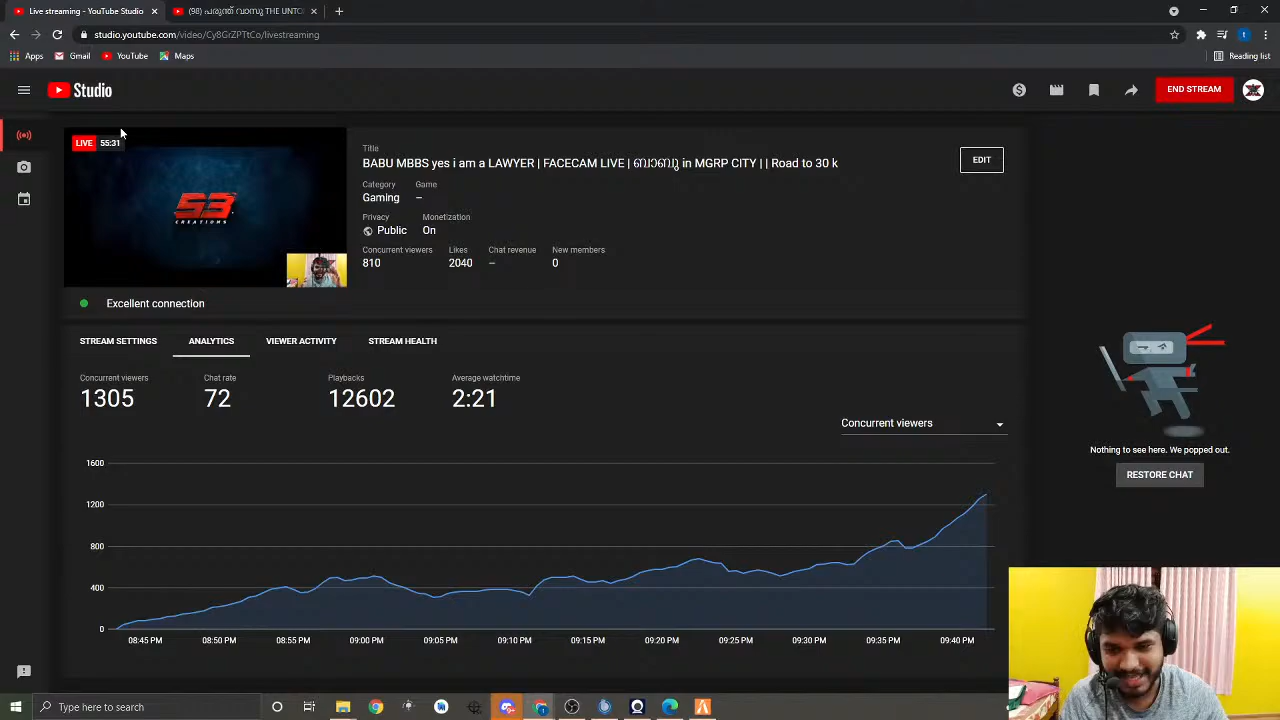 Live streaming - YouTube Studio
(98) പരുത്തി വാസു THE UNTO
studio.youtube.com/video/Cy8GrZPTtCo/livestreaming
Apps Gmail YouTube Maps Reading list
Studio
END STREAM
LIVE 55:31
53
CREATIONS
Title
BABU MBBS yes i am a LAWYER | FACECAM LIVE | in MGRP CITY | | Road to 30 k
EDIT
Category Game
Gaming –
Privacy Monetization
Public On
Concurrent viewers Likes Chat revenue New members
810 2040 – 0
Excellent connection
STREAM SETTINGS ANALYTICS VIEWER ACTIVITY STREAM HEALTH
Concurrent viewers Chat rate Playbacks Average watchtime
1305 72 12602 2:21
Concurrent viewers
1600
1200
800
400
0
08:45 PM 08:50 PM 08:55 PM 09:00 PM 09:05 PM 09:10 PM 09:15 PM 09:20 PM 09:25 PM 09:30 PM 09:35 PM 09:40 PM
Nothing to see here. We popped out.
RESTORE CHAT
Type here to search